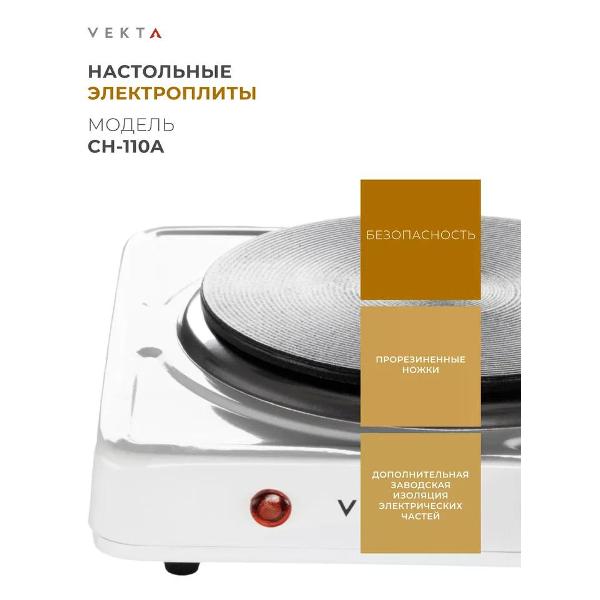 VEKTA
НАСТОЛЬНЫЕ
ЭЛЕКТРОПЛИТЫ
МОДЕЛЬ
CH-110A
БЕЗОПАСНОСТЬ
ПРОРЕЗИНЕННЫЕ
НОЖКИ
ДОПОЛНИТЕЛЬНАЯ
ЗАВОДСКАЯ
ИЗОЛЯЦИЯ
ЭЛЕКТРИЧЕСКИХ
ЧАСТЕЙ
V